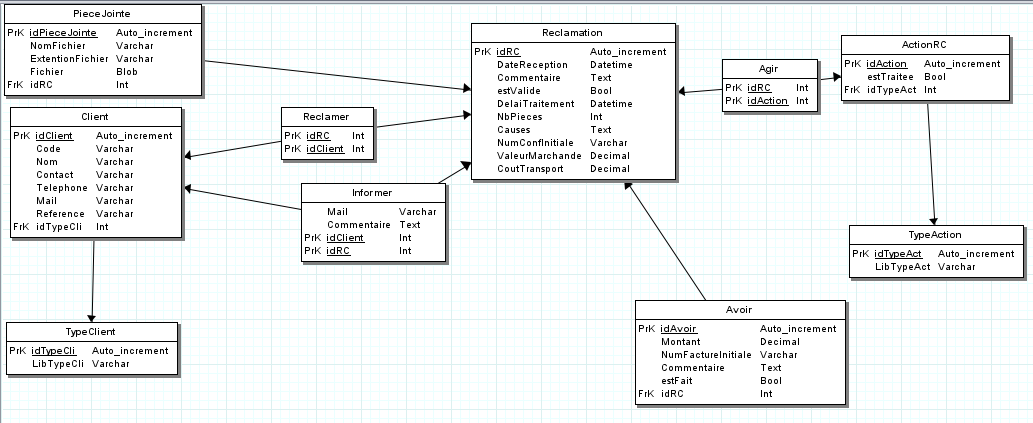 PieceJointe
PrK idPieceJointe Auto_increment
NomFichier Varchar
ExtentionFichier Varchar
Fichier Blob
FrK idRC Int
Client
PrK idClient Auto_increment
Code Varchar
Nom Varchar
Contact Varchar
Telephone Varchar
Mail Varchar
Reference Varchar
FrK idTypeCli Int
TypeClient
PrK idTypeCli Auto_increment
LibTypeCli Varchar
Reclamer
PrK idRC Int
PrK idClient Int
Informer
Mail Varchar
Commentaire Text
PrK idClient Int
PrK idRC Int
Reclamation
PrK idRC Auto_increment
DateReception Datetime
Commentaire Text
estValide Bool
DelaiTraitement Datetime
NbPieces Int
Causes Text
NumConfInitiale Varchar
ValeurMarchande Decimal
CoutTransport Decimal
Agir
PrK idRC Int
PrK idAction Int
ActionRC
PrK idAction Auto_increment
estTraitee Bool
FrK idTypeAct Int
TypeAction
PrK idTypeAct Auto_increment
LibTypeAct Varchar
Avoir
PrK idAvoir Auto_increment
Montant Decimal
NumFactureInitiale Varchar
Commentaire Text
estFait Bool
FrK idRC Int